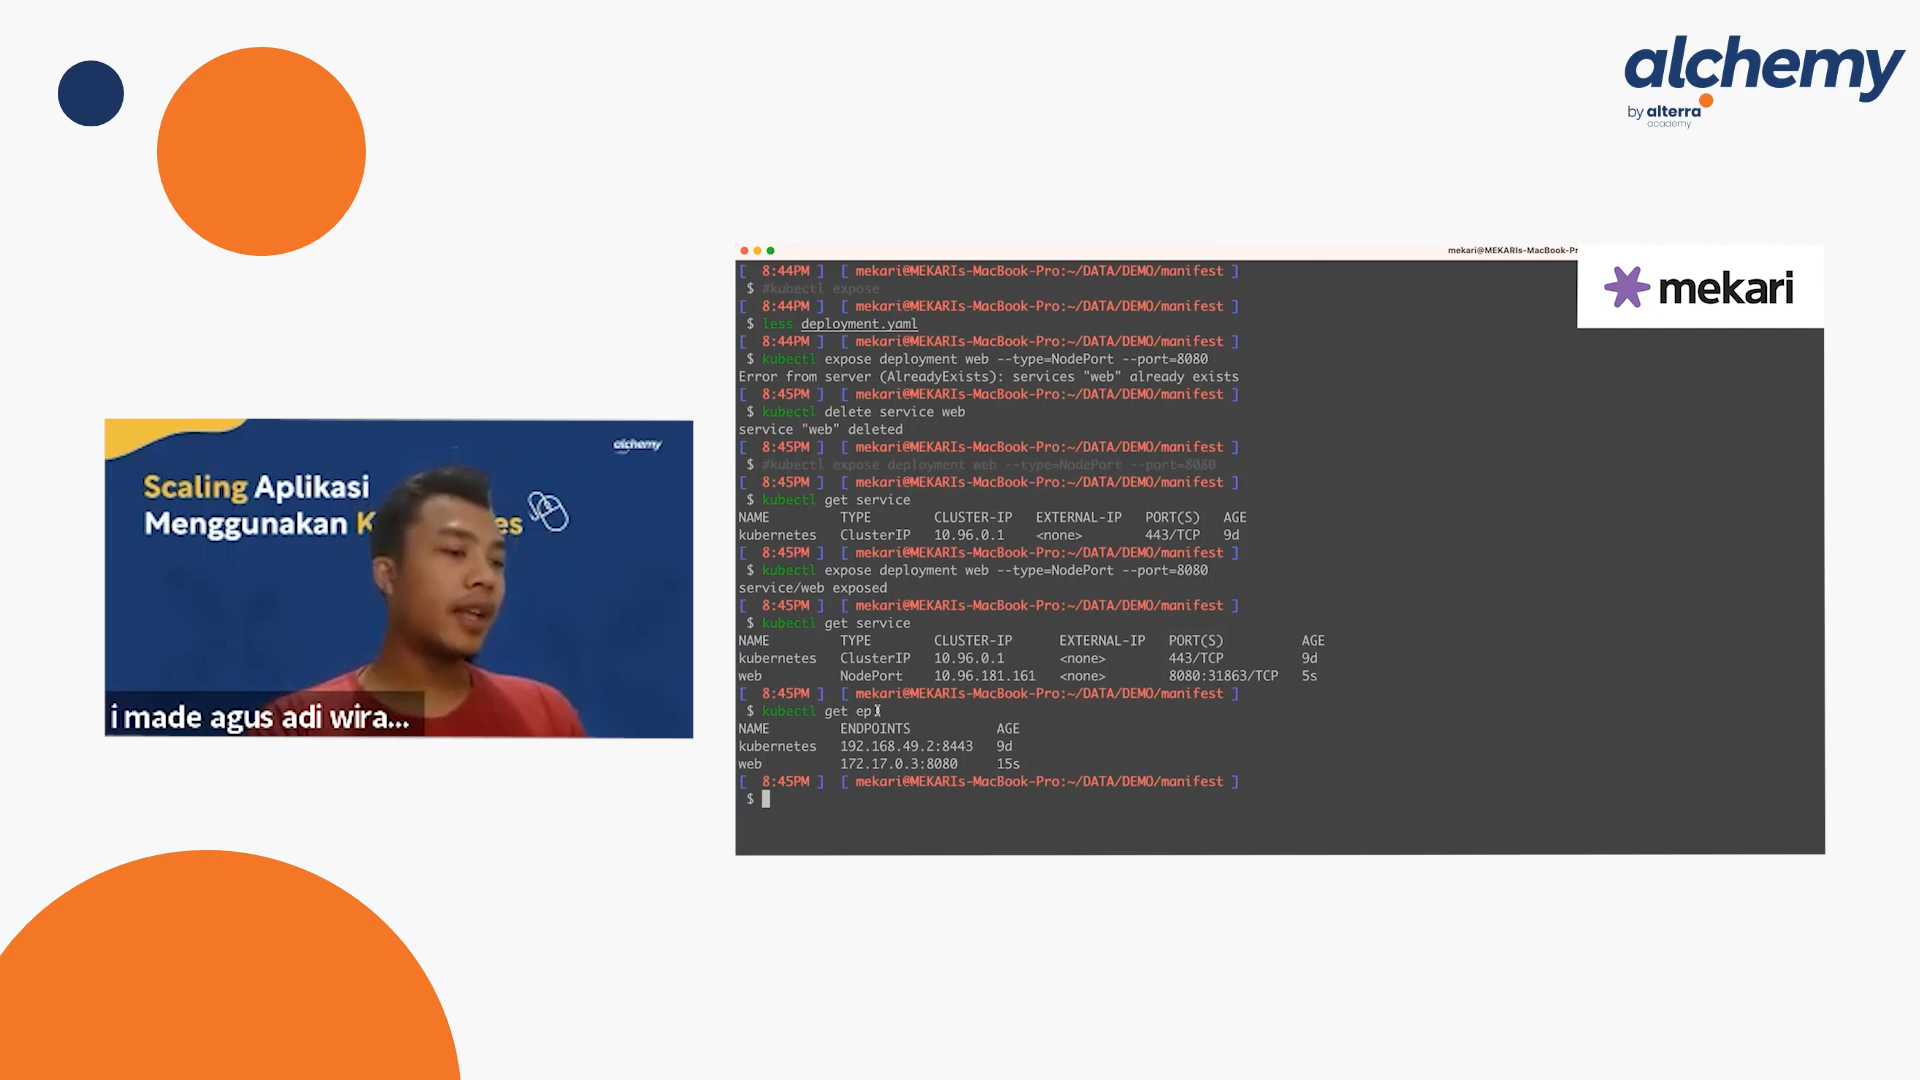 alchemy
by alterra
academy
mekari@MEKARIs-MacBook-Pr
mekari
[ 8:44PM ] [ mekari@MEKARIs-MacBook-Pro:~/DATA/DEMO/manifest ]
$ #kubectl expose
[ 8:44PM ] [ mekari@MEKARIs-MacBook-Pro:~/DATA/DEMO/manifest ]
$ less deployment.yaml
[ 8:44PM ] [ mekari@MEKARIs-MacBook-Pro:~/DATA/DEMO/manifest ]
$ kubectl expose deployment web --type=NodePort --port=8080
Error from server (AlreadyExists): services "web" already exists
[ 8:45PM ] [ mekari@MEKARIs-MacBook-Pro:~/DATA/DEMO/manifest ]
$ kubectl delete service web
service "web" deleted
[ 8:45PM ] [ mekari@MEKARIs-MacBook-Pro:~/DATA/DEMO/manifest ]
$ #kubectl expose deployment web --type=NodePort --port=8080
[ 8:45PM ] [ mekari@MEKARIs-MacBook-Pro:~/DATA/DEMO/manifest ]
$ kubectl get service
NAME TYPE CLUSTER-IP EXTERNAL-IP PORT(S) AGE
kubernetes ClusterIP 10.96.0.1 <none> 443/TCP 9d
[ 8:45PM ] [ mekari@MEKARIs-MacBook-Pro:~/DATA/DEMO/manifest ]
$ kubectl expose deployment web --type=NodePort --port=8080
service/web exposed
[ 8:45PM ] [ mekari@MEKARIs-MacBook-Pro:~/DATA/DEMO/manifest ]
$ kubectl get service
NAME TYPE CLUSTER-IP EXTERNAL-IP PORT(S) AGE
kubernetes ClusterIP 10.96.0.1 <none> 443/TCP 9d
web NodePort 10.96.181.161 <none> 8080:31863/TCP 5s
[ 8:45PM ] [ mekari@MEKARIs-MacBook-Pro:~/DATA/DEMO/manifest ]
$ kubectl get ep
NAME ENDPOINTS AGE
kubernetes 192.168.49.2:8443 9d
web 172.17.0.3:8080 15s
[ 8:45PM ] [ mekari@MEKARIs-MacBook-Pro:~/DATA/DEMO/manifest ]
$
alchemy
Scaling Aplikasi
Menggunakan K es
i made agus adi wira...